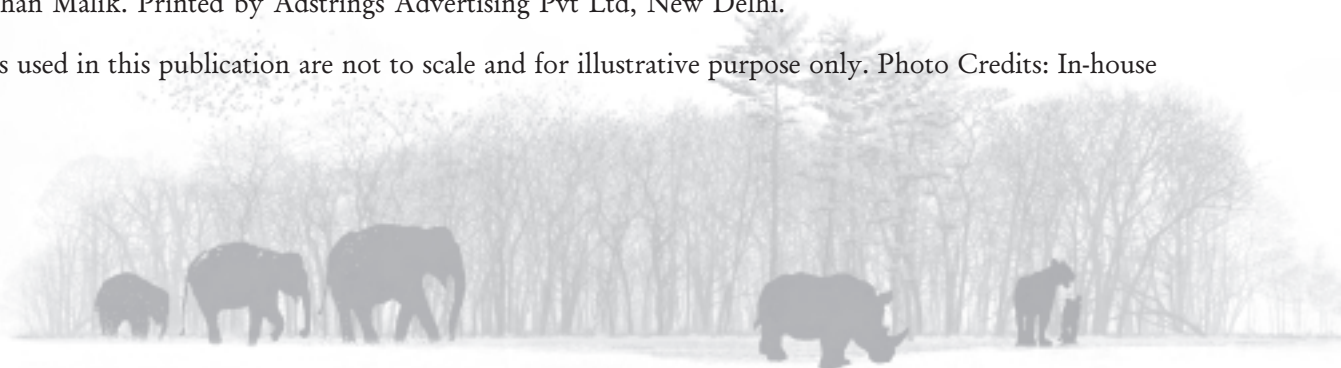 han Malik. Printed by Adstrings Advertising Pvt Ltd, New Delhi.
s used in this publication are not to scale and for illustrative purpose only. Photo Credits: In-house